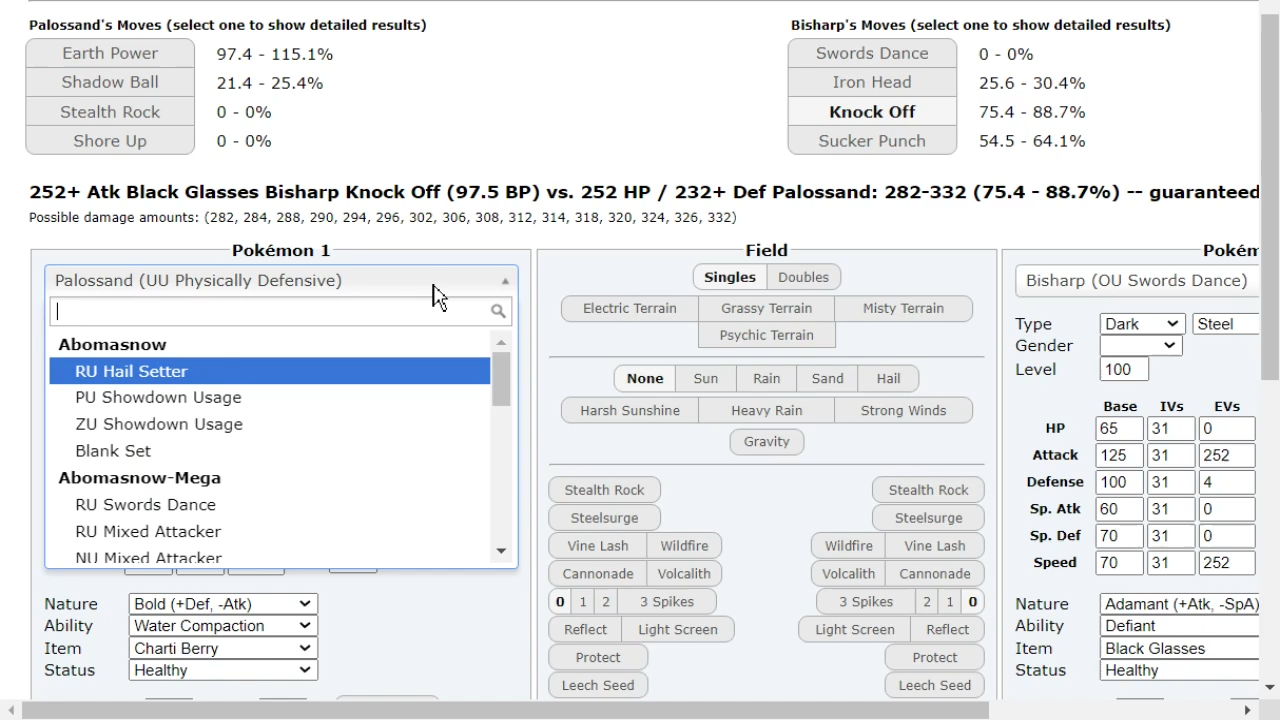 Palossand's Moves (select one to show detailed results)
Earth Power 97.4 - 115.1%
Shadow Ball 21.4 - 25.4%
Stealth Rock 0 - 0%
Shore Up 0 - 0%
Bisharp's Moves (select one to show detailed results)
Swords Dance 0 - 0%
Iron Head 25.6 - 30.4%
Knock Off 75.4 - 88.7%
Sucker Punch 54.5 - 64.1%
252+ Atk Black Glasses Bisharp Knock Off (97.5 BP) vs. 252 HP / 232+ Def Palossand: 282-332 (75.4 - 88.7%) -- guaranteed
Possible damage amounts: (282, 284, 288, 290, 294, 296, 302, 306, 308, 312, 314, 318, 320, 324, 326, 332)
Pokémon 1
Palossand (UU Physically Defensive)
Abomasnow
RU Hail Setter
PU Showdown Usage
ZU Showdown Usage
Blank Set
Abomasnow-Mega
RU Swords Dance
RU Mixed Attacker
NU Mixed Attacker
Nature Bold (+Def, -Atk)
Ability Water Compaction
Item Charti Berry
Status Healthy
Field
Singles Doubles
Electric Terrain Grassy Terrain Misty Terrain
Psychic Terrain
None Sun Rain Sand Hail
Harsh Sunshine Heavy Rain Strong Winds
Gravity
Stealth Rock Stealth Rock
Steelsurge Steelsurge
Vine Lash Wildfire Wildfire Vine Lash
Cannonade Volcalith Volcalith Cannonade
0 1 2 3 Spikes 3 Spikes 2 1 0
Reflect Light Screen Light Screen Reflect
Protect Protect
Leech Seed Leech Seed
Pokém
Bisharp (OU Swords Dance)
Type Dark Steel
Gender
Level 100
Base IVs EVs
HP 65 31 0
Attack 125 31 252
Defense 100 31 4
Sp. Atk 60 31 0
Sp. Def 70 31 0
Speed 70 31 252
Nature Adamant (+Atk, -SpA)
Ability Defiant
Item Black Glasses
Status Healthy